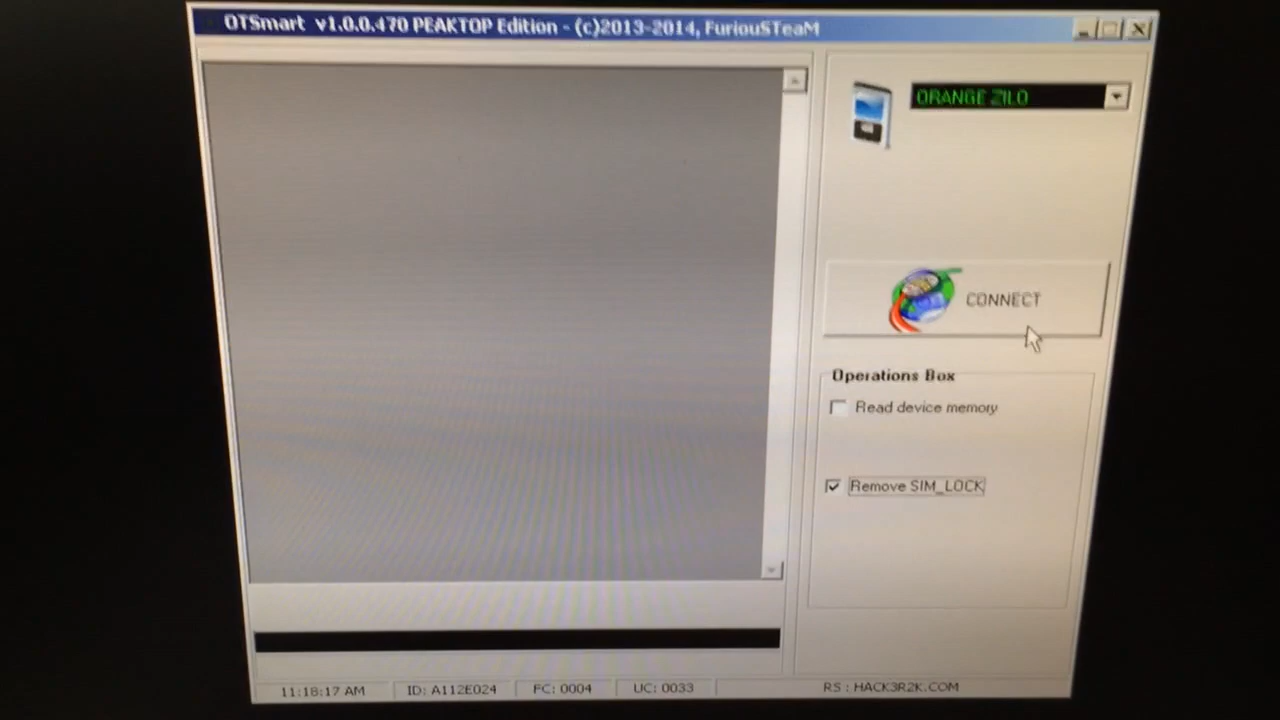 OTSmart v1.0.0.470 PEAKTOP Edition - (c)2013-2014, FuriouSTeaM
ORANGE ZILO
CONNECT
Operations Box
Read device memory
Remove SIM_LOCK
11:18:17 AM
ID: A112E024
FC: 0004
UC: 0033
RS : HACK3R2K.COM